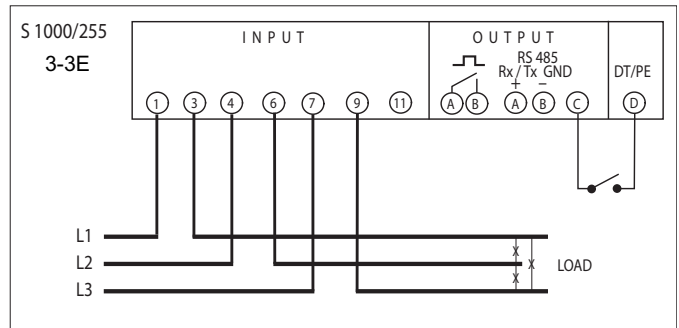 S 1000/255
3-3E
INPUT
OUTPUT
RS 485
Rx / Tx GND
+ −
DT/PE
1 3 4 6 7 9 11
A B A B C D
L1
L2
L3
LOAD